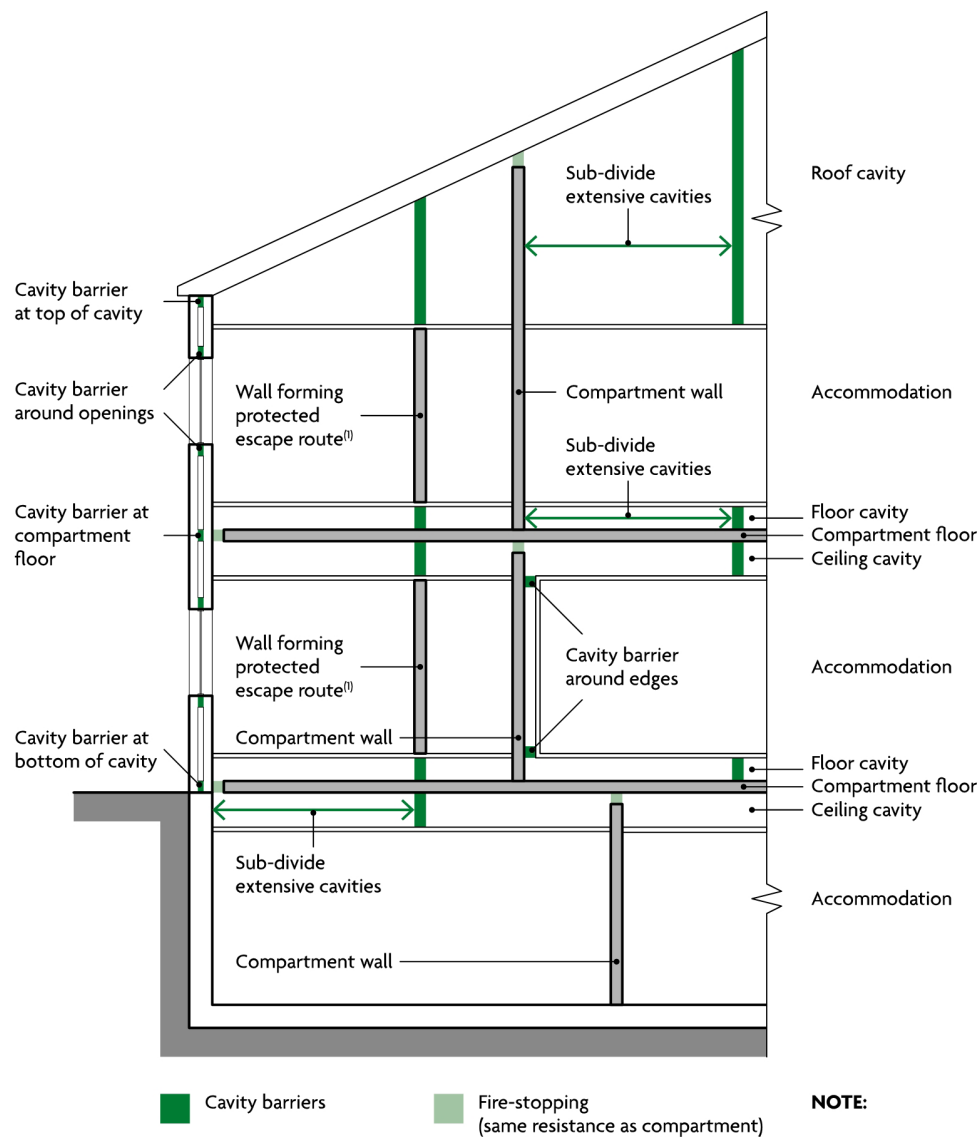 Sub-divide
extensive cavities
Roof cavity
Cavity barrier
at top of cavity
Cavity barrier
around openings
Wall forming
protected
escape route(1)
Compartment wall
Accommodation
Sub-divide
extensive cavities
Cavity barrier at
compartment
floor
Floor cavity
Compartment floor
Ceiling cavity
Wall forming
protected
escape route(1)
Cavity barrier
around edges
Accommodation
Cavity barrier at
bottom of cavity
Compartment wall
Floor cavity
Compartment floor
Ceiling cavity
Sub-divide
extensive cavities
Accommodation
Compartment wall
Cavity barriers
Fire-stopping
(same resistance as compartment)
NOTE: